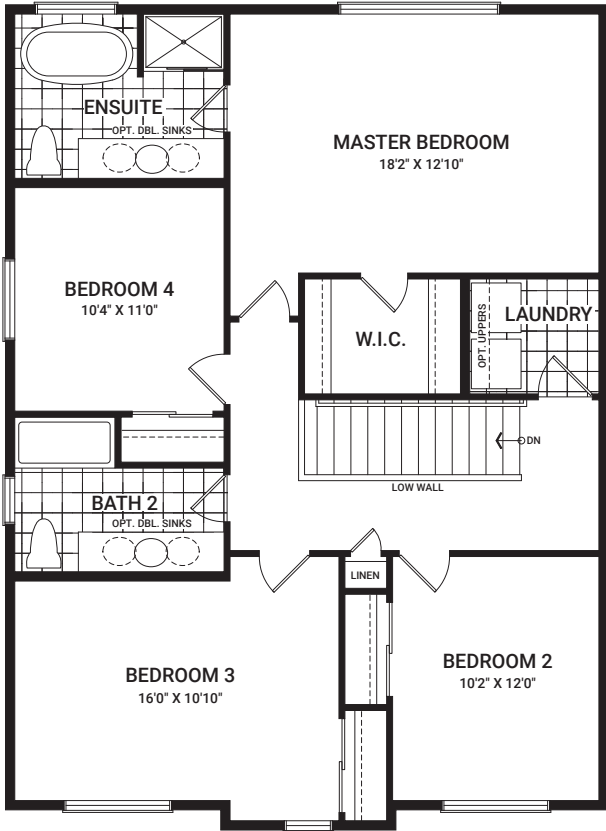 ENSUITE
OPT. DBL. SINKS
MASTER BEDROOM
18'2" X 12'10"
BEDROOM 4
10'4" X 11'0"
W.I.C.
OPT. UPPERS
LAUNDRY
DN
LOW WALL
BATH 2
OPT. DBL. SINKS
LINEN
BEDROOM 3
16'0" X 10'10"
BEDROOM 2
10'2" X 12'0"